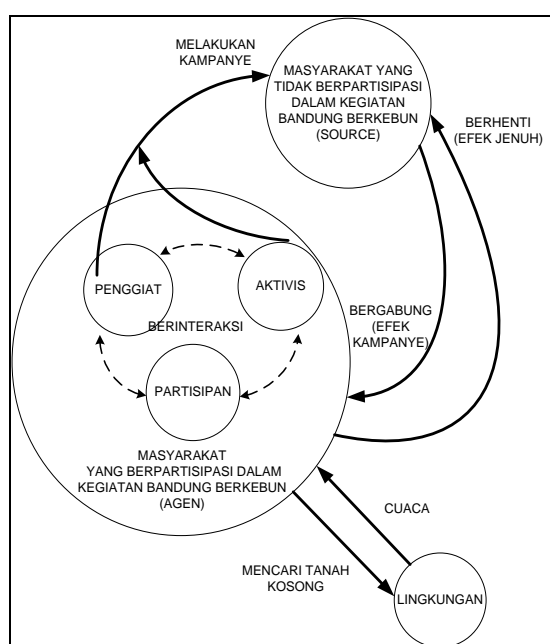 MELAKUKAN
KAMPANYE
MASYARAKAT YANG
TIDAK BERPARTISIPASI
DALAM KEGIATAN
BANDUNG BERKEBUN
(SOURCE)
BERHENTI
(EFEK JENUH)
PENGGIAT
AKTIVIS
BERINTERAKSI
PARTISIPAN
BERGABUNG
(EFEK
KAMPANYE)
MASYARAKAT
YANG BERPARTISIPASI DALAM
KEGIATAN BANDUNG BERKEBUN
(AGEN)
CUACA
MENCARI TANAH
KOSONG
LINGKUNGAN